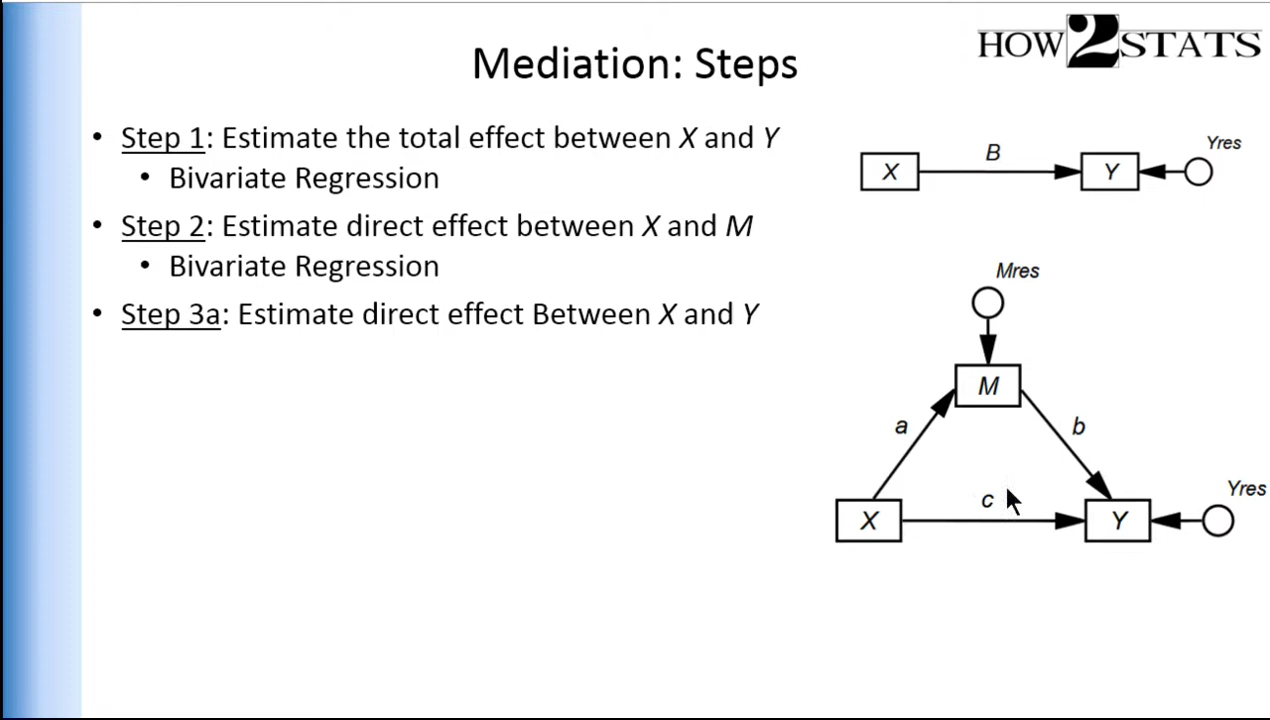 HOW2STATS
Mediation: Steps
• Step 1: Estimate the total effect between X and Y
• Bivariate Regression
• Step 2: Estimate direct effect between X and M
• Bivariate Regression
• Step 3a: Estimate direct effect Between X and Y
Yres
B
X
Y
Mres
M
a
b
c
Yres
X
Y